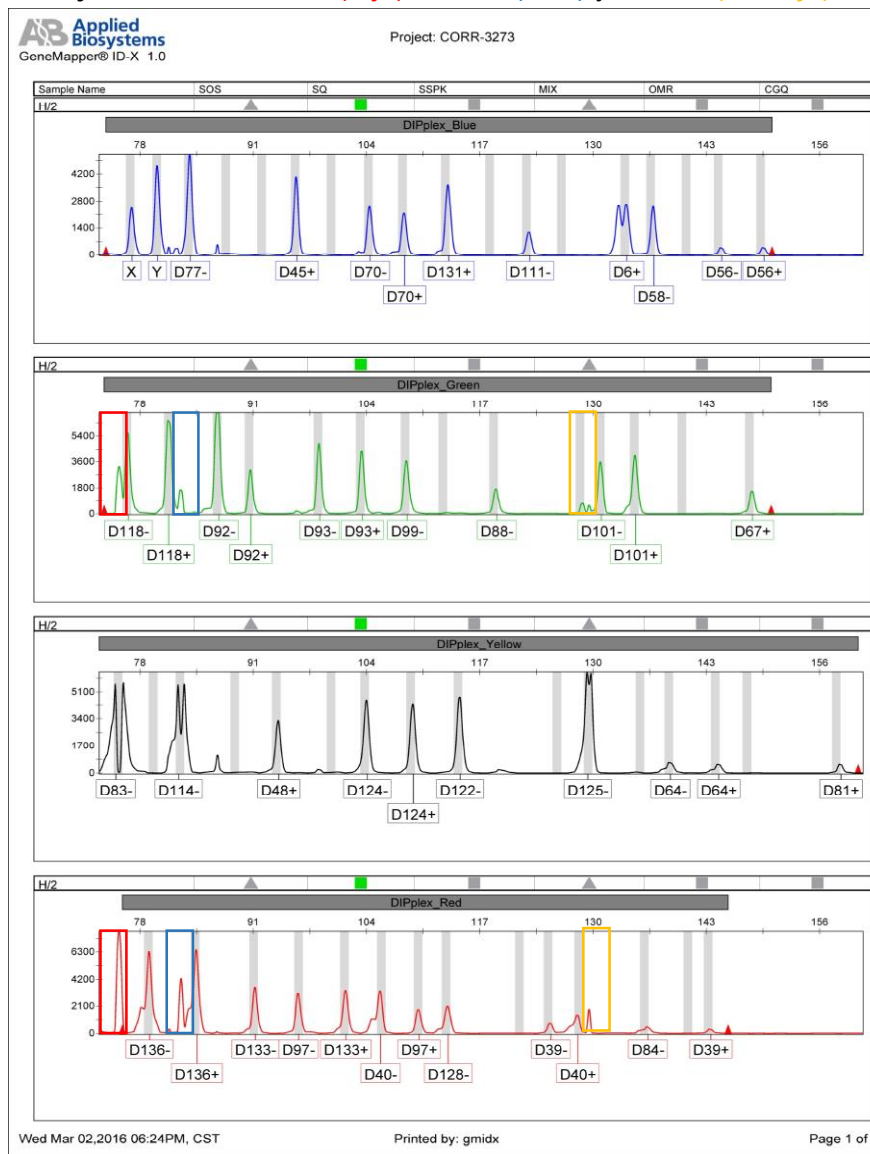 AB Applied
Biosystems
GeneMapper® ID-X 1.0
Project: CORR-3273
Sample Name SOS SQ SSPK MIX OMR CGQ
H/2
DIPplex_Blue
78 91 104 117 130 143 156
4200
2800
1400
0
X Y D77- D45+ D70- D131+ D111- D6+ D56- D56+
D70+ D58-
H/2
DIPplex_Green
78 91 104 117 130 143 156
5400
3600
1800
0
D118- D92- D93- D93+ D99- D88- D101- D67+
D118+ D92+ D101+
H/2
DIPplex_Yellow
78 91 104 117 130 143 156
5100
3400
1700
0
D83- D114- D48+ D124- D122- D125- D64- D64+ D81+
D124+
H/2
DIPplex_Red
78 91 104 117 130 143 156
6300
4200
2100
0
D136- D133- D97- D133+ D97+ D39- D84- D39+
D136+ D40- D128- D40+
Wed Mar 02,2016 06:24PM, CST Printed by: gmidx Page 1 of